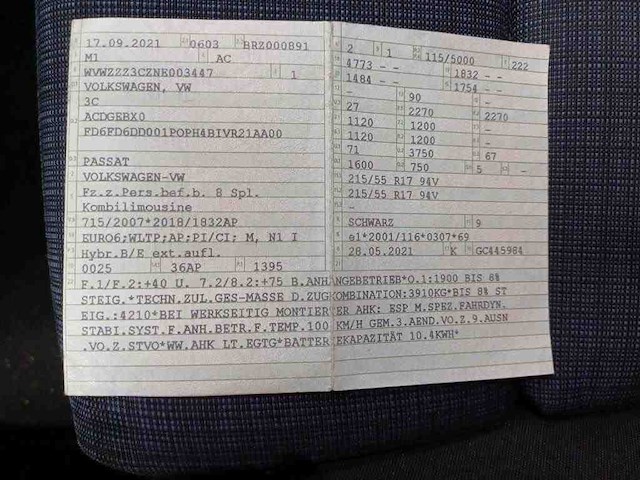 17.09.2021 0603 BRZ000891
M1 AC
WVWZZZ3CZNE003447 1
VOLKSWAGEN, VW
3C
ACDGEBX0
FD6FD6DD001POPH4BIVR21AA00
PASSAT
VOLKSWAGEN-VW
Fz.z.Pers.bef.b. 8 Spl.
Kombilimousine
715/2007*2018/1832AP
EURO6;WLTP;AP;PI/CI; M, N1 I
Hybr.B/E ext.aufl.
0025 36AP 1395
2 1 115/5000 222
4773 - - 1832 - -
1484 - - 1754 - -
- 90 -
27 2270 2270
1120 1200 -
1120 1200 -
71 3750 67
1600 750 5 -
215/55 R17 94V
215/55 R17 94V
-
SCHWARZ 9
e1*2001/116*0307*69
28.05.2021 K GC445984
F.1/F.2:+40 U. 7.2/8.2:+75 B.ANHÄNGEBETRIEB*O.1:1900 BIS 8%
STEIG.*TECHN.ZUL.GES-MASSE D.ZUGKOMBINATION:3910KG*BIS 8% ST
EIG.:4210*BEI WERKSEITIG MONTIERTER AHK: ESP M.SPEZ.FAHRDYN.
STABI.SYST.F.ANH.BETR.F.TEMP.100 KM/H GEM.3.AEND.VO.Z.9.AUSN
.VO.Z.STVO*WW.AHK LT.EGTG*BATTERIEKAPAZITÄT 10.4KWH*